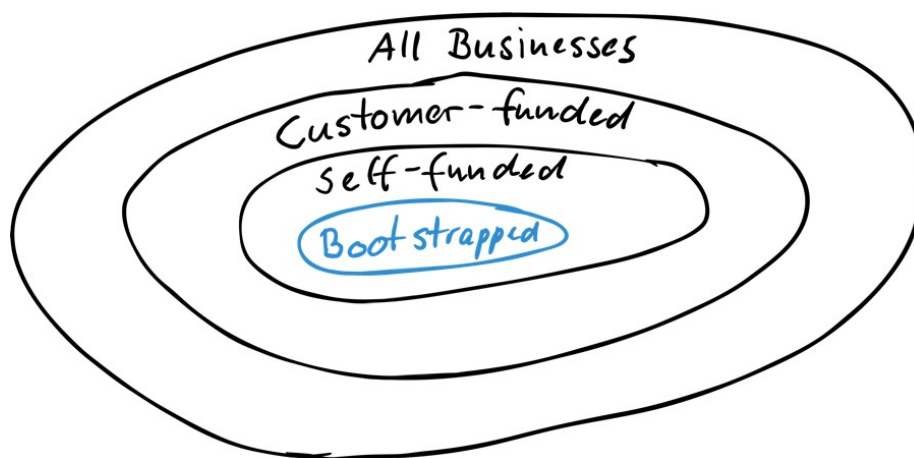 All Businesses
Customer-funded
self-funded
Bootstrapped